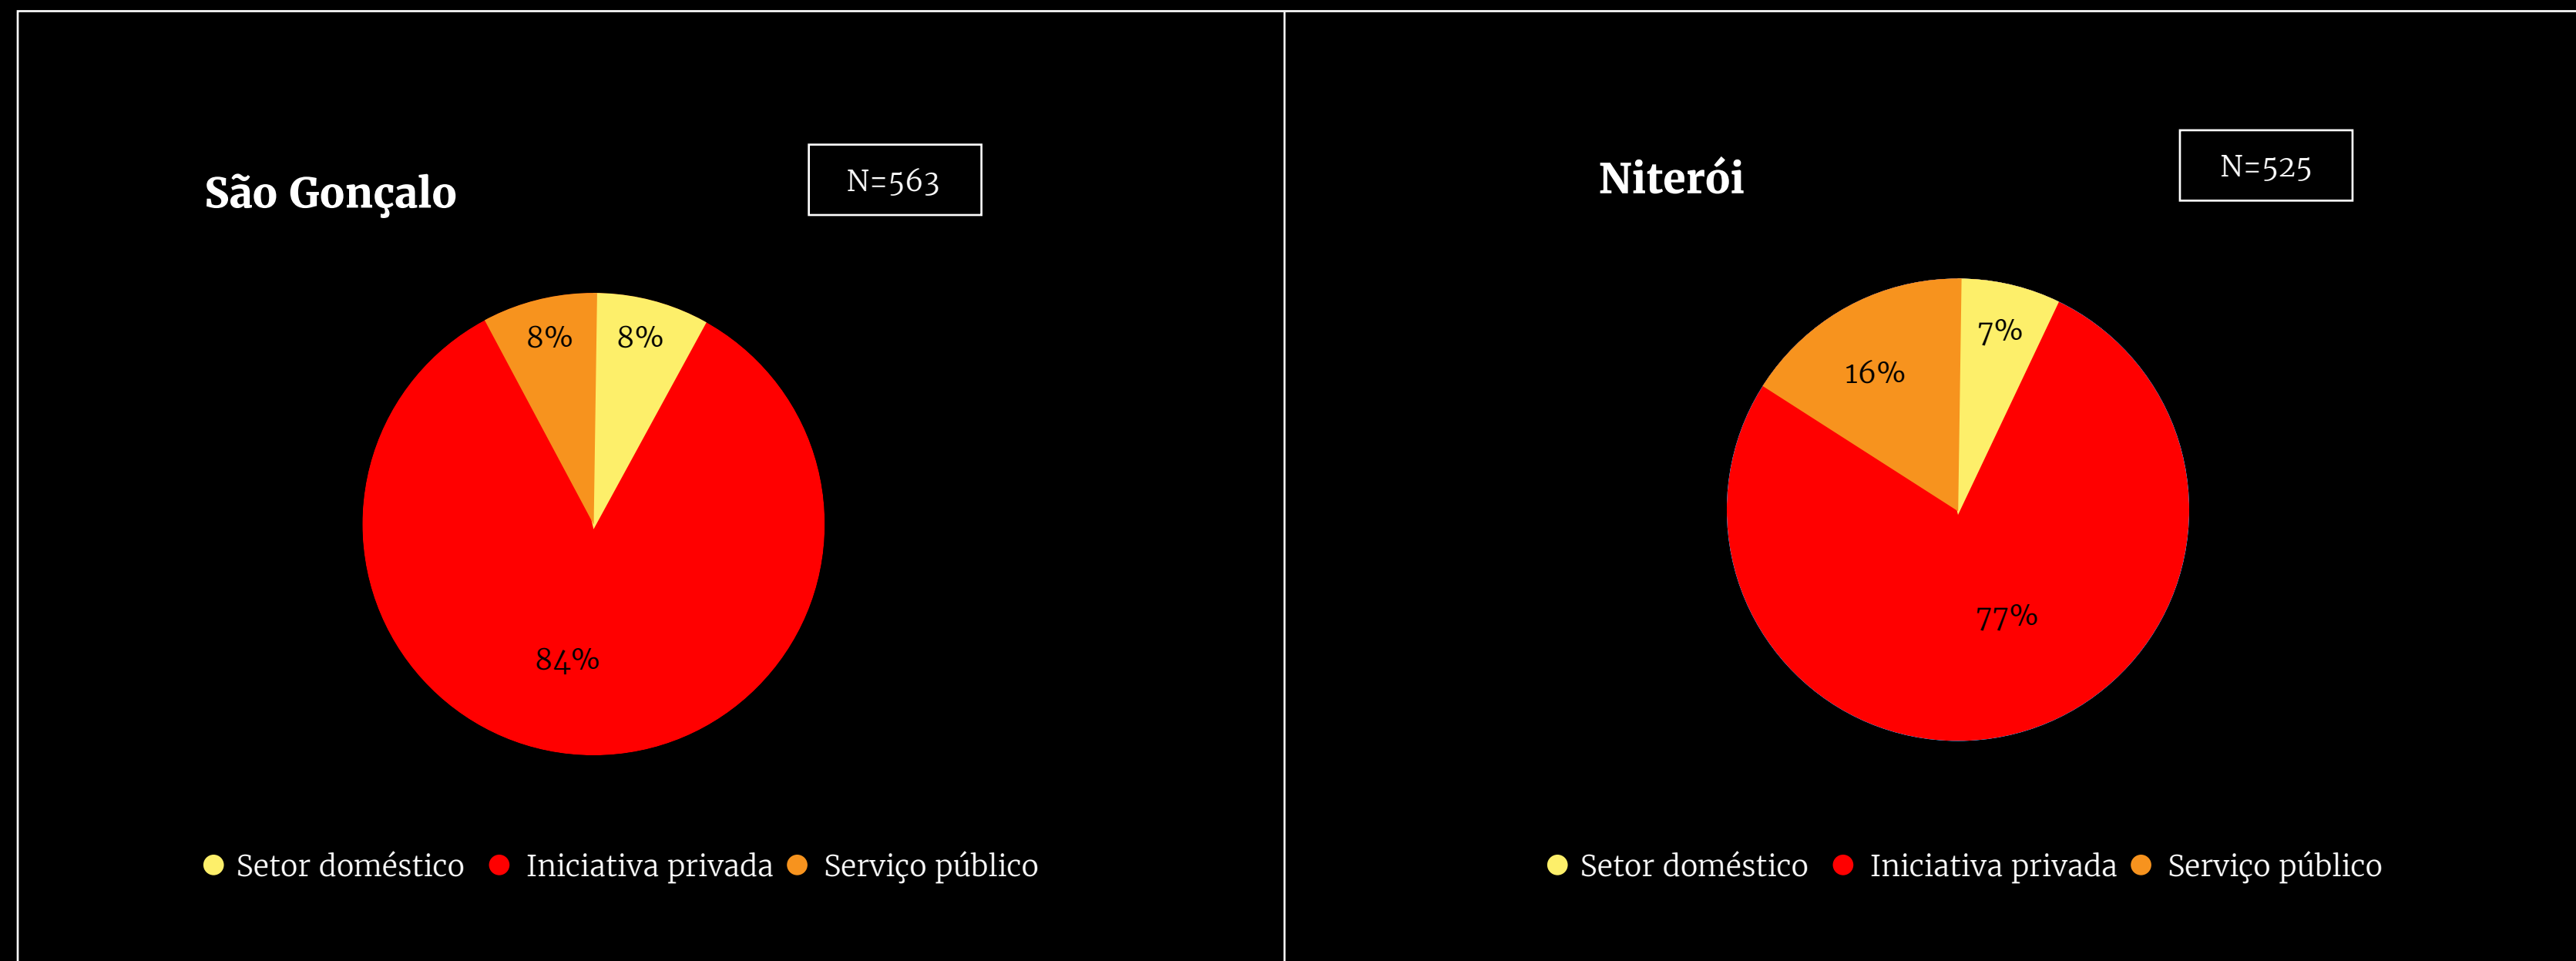 São Gonçalo
N=563
8%
8%
84%
Setor doméstico
Iniciativa privada
Serviço público
Niterói
N=525
16%
7%
77%
Setor doméstico
Iniciativa privada
Serviço público